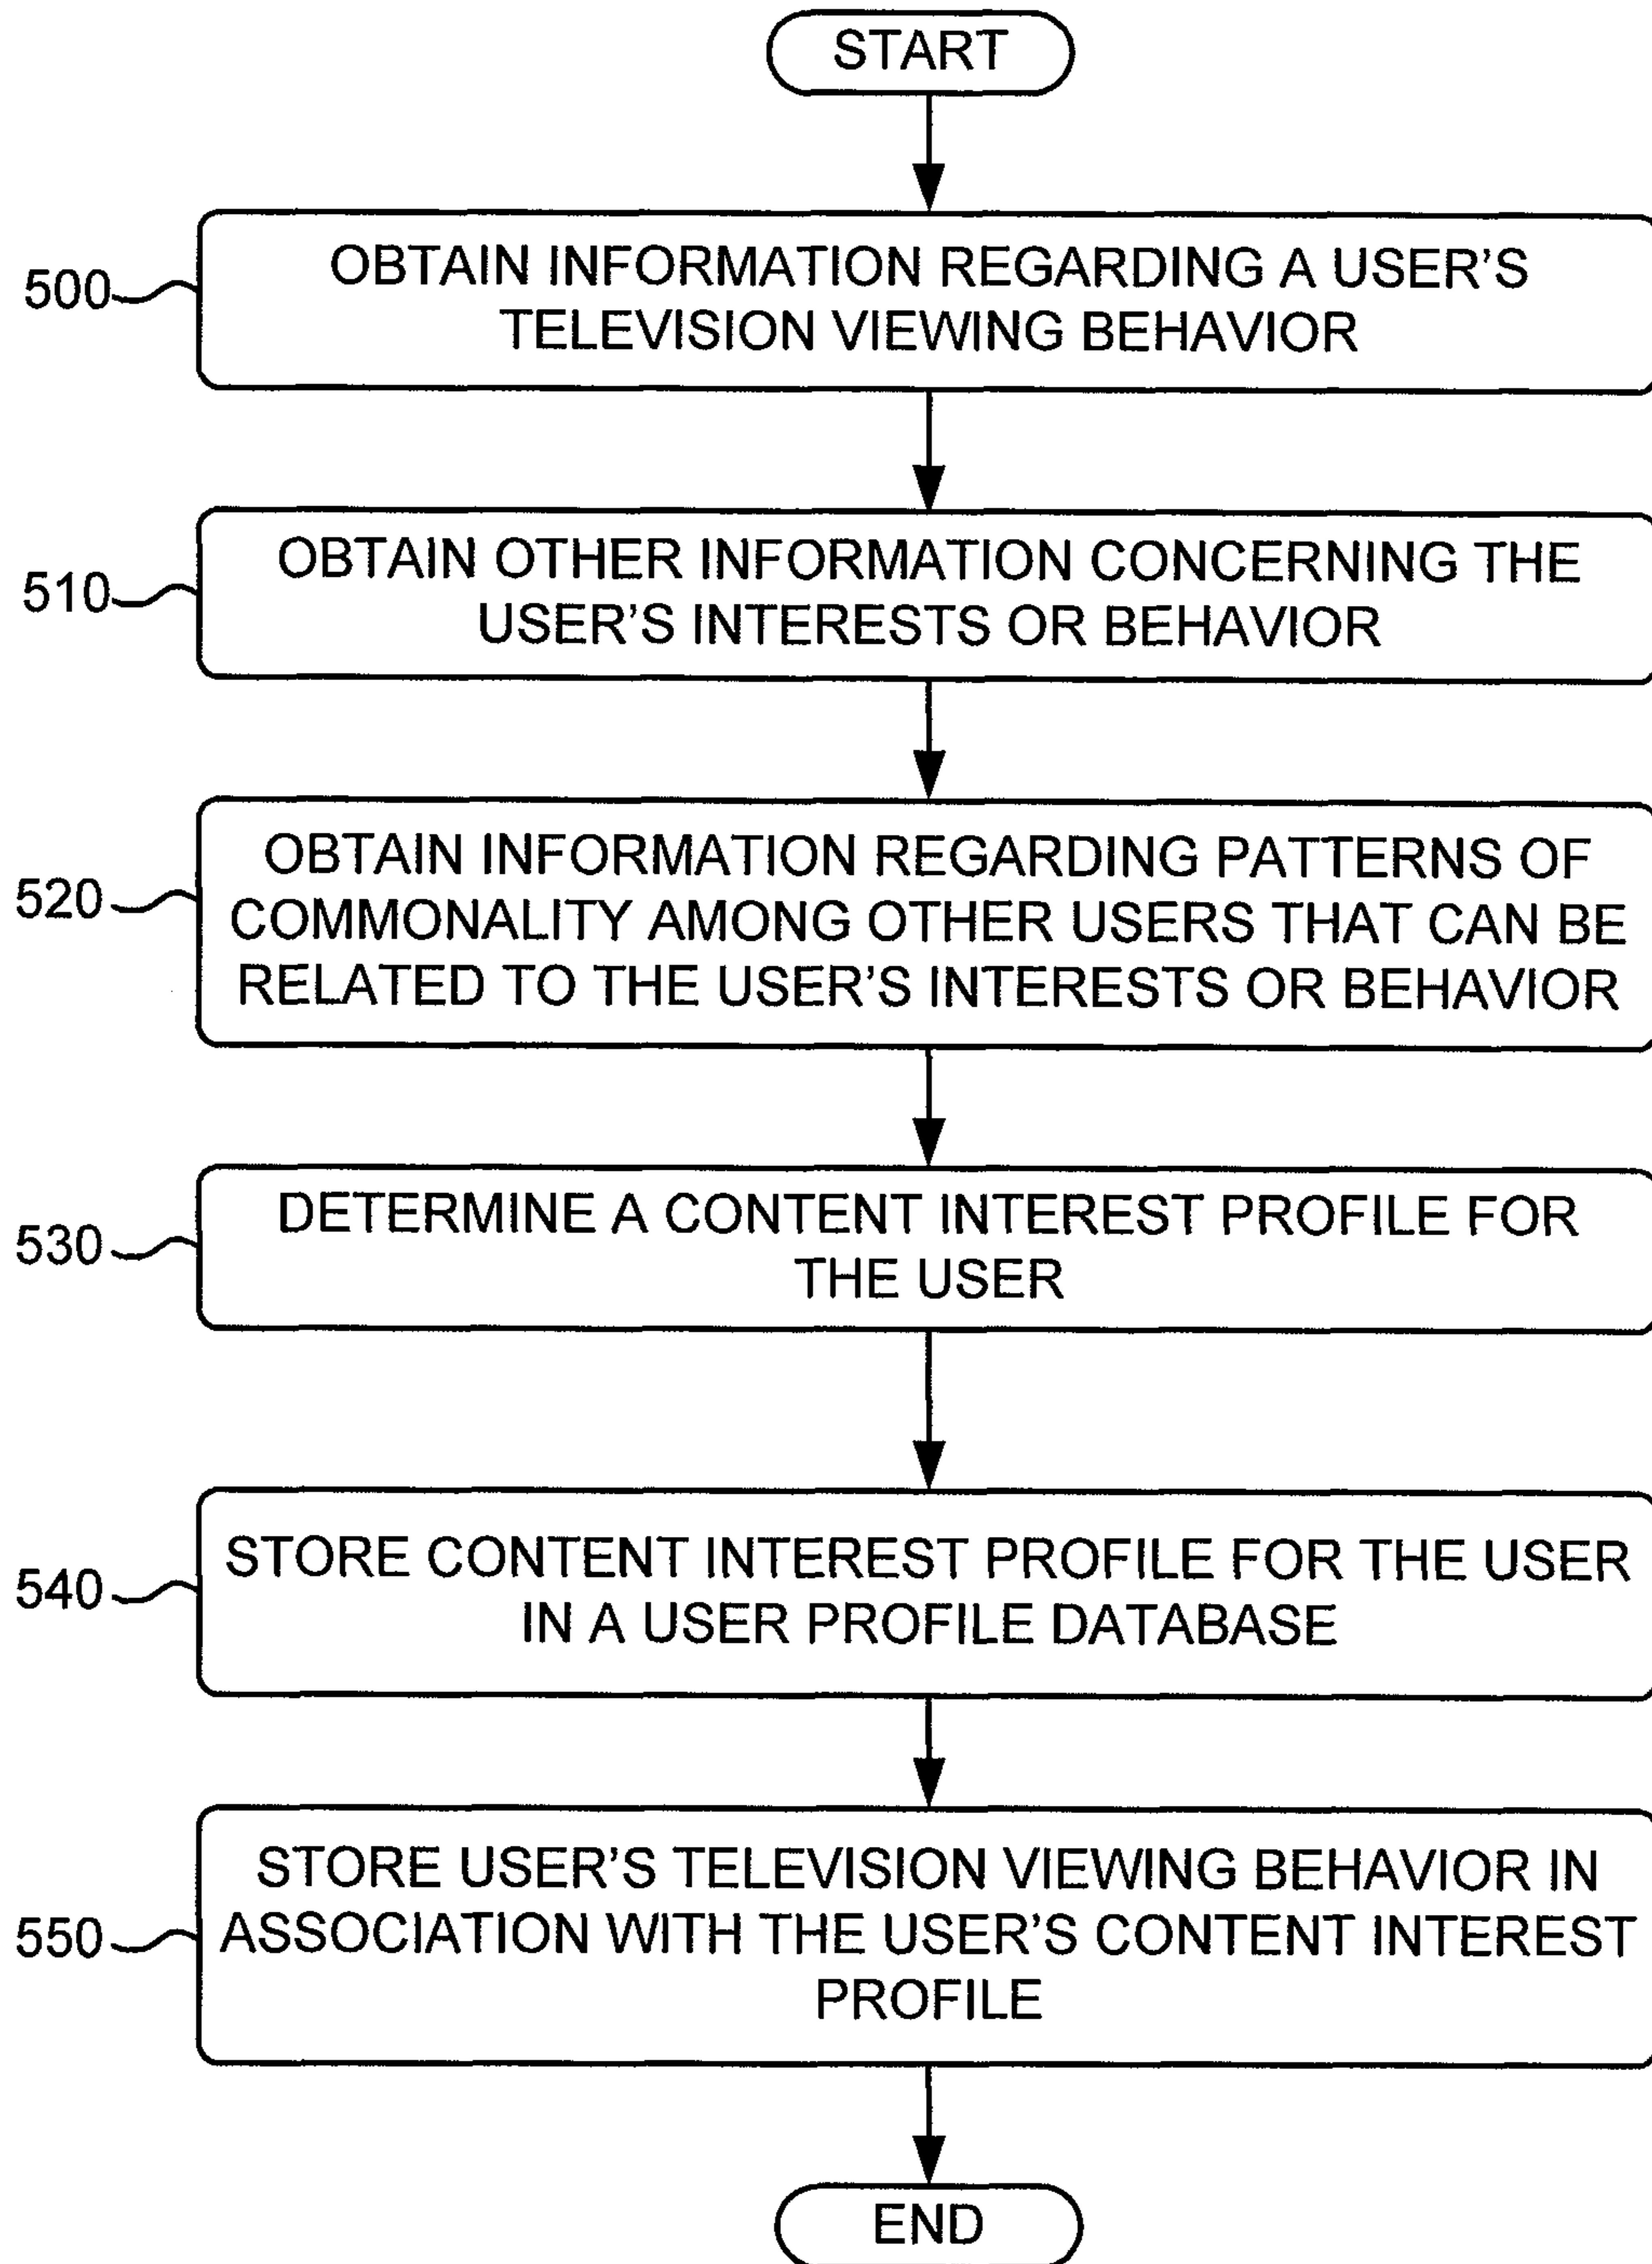 START
500
OBTAIN INFORMATION REGARDING A USER'S
TELEVISION VIEWING BEHAVIOR
510
OBTAIN OTHER INFORMATION CONCERNING THE
USER'S INTERESTS OR BEHAVIOR
520
OBTAIN INFORMATION REGARDING PATTERNS OF
COMMONALITY AMONG OTHER USERS THAT CAN BE
RELATED TO THE USER'S INTERESTS OR BEHAVIOR
530
DETERMINE A CONTENT INTEREST PROFILE FOR
THE USER
540
STORE CONTENT INTEREST PROFILE FOR THE USER
IN A USER PROFILE DATABASE
550
STORE USER'S TELEVISION VIEWING BEHAVIOR IN
ASSOCIATION WITH THE USER'S CONTENT INTEREST
PROFILE
END